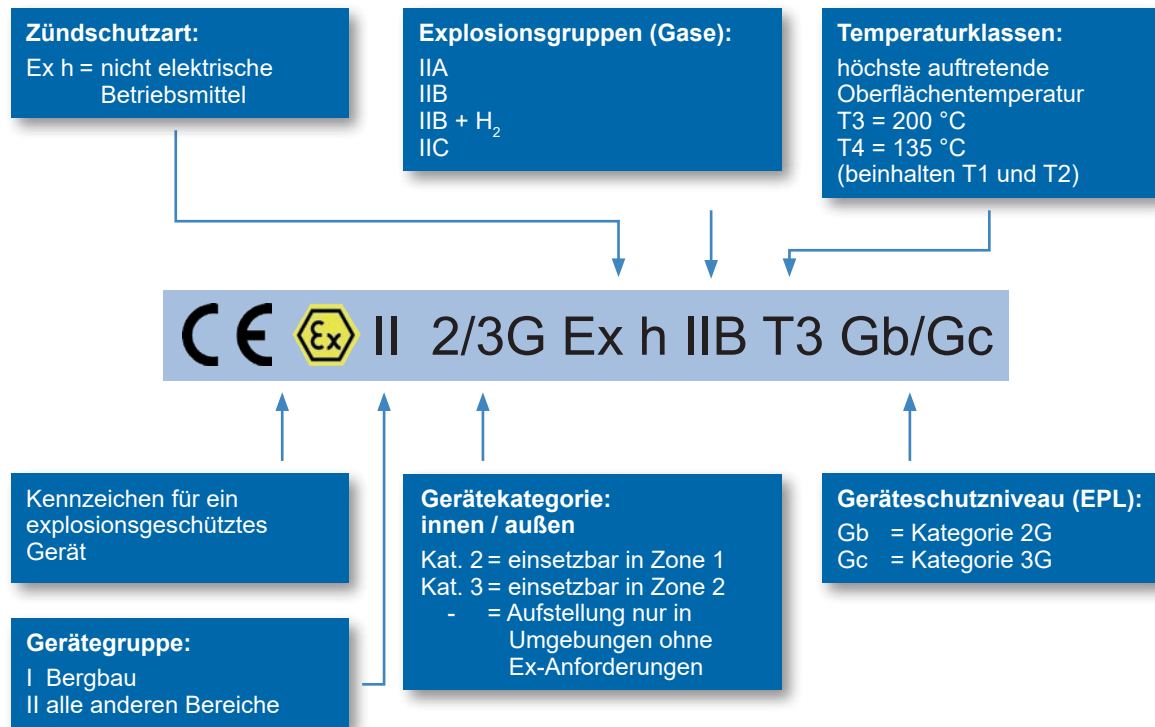 Zündschutzart:
Ex h = nicht elektrische
Betriebsmittel
Explosionsgruppen (Gase):
IIA
IIB
IIB + H₂
IIC
Temperaturklassen:
höchste auftretende
Oberflächentemperatur
T3 = 200 °C
T4 = 135 °C
(beinhalten T1 und T2)
CE Ex II 2/3G Ex h IIB T3 Gb/Gc
Kennzeichen für ein
explosionsgeschütztes
Gerät
Gerätegruppe:
I Bergbau
II alle anderen Bereiche
Gerätekategorie:
innen / außen
Kat. 2 = einsetzbar in Zone 1
Kat. 3 = einsetzbar in Zone 2
- = Aufstellung nur in
Umgebungen ohne
Ex-Anforderungen
Geräteschutzniveau (EPL):
Gb = Kategorie 2G
Gc = Kategorie 3G